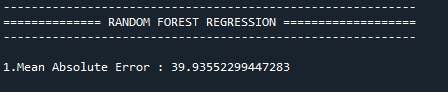 -----------------------------------------------------------
============== RANDOM FOREST REGRESSION ===================
-----------------------------------------------------------
1.Mean Absolute Error : 39.93552299447283